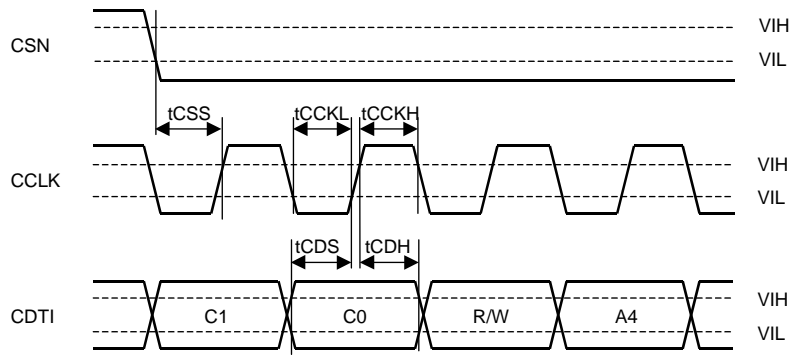 CSN
VIH
VIL
tCSS
tCCKL
tCCKH
CCLK
VIH
VIL
tCDS
tCDH
CDTI
C1
C0
R/W
A4
VIH
VIL